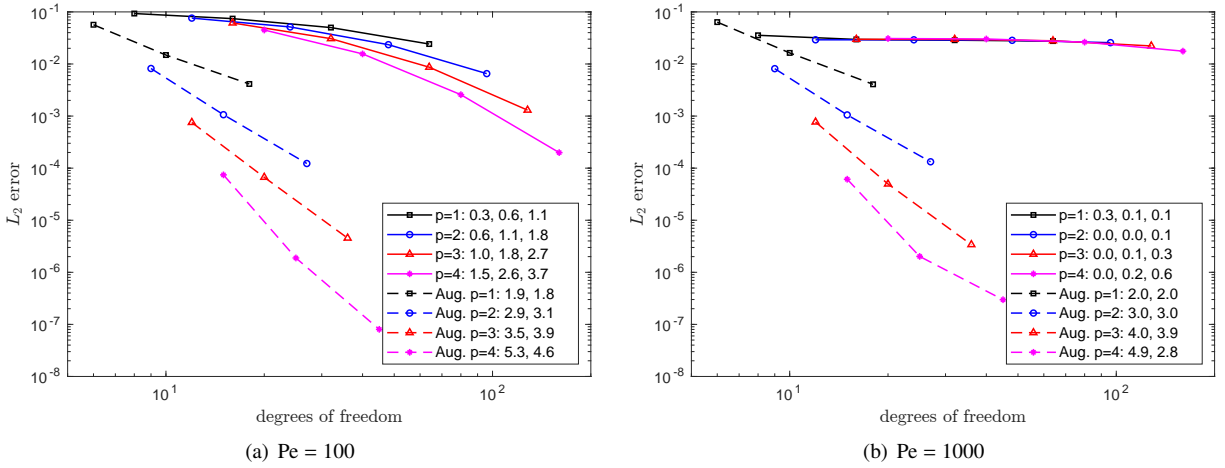 10^-1
10^-2
10^-3
10^-4
10^-5
10^-6
10^-7
10^-8
L_2 error
10^1
10^2
degrees of freedom
p=1: 0.3, 0.6, 1.1
p=2: 0.6, 1.1, 1.8
p=3: 1.0, 1.8, 2.7
p=4: 1.5, 2.6, 3.7
Aug. p=1: 1.9, 1.8
Aug. p=2: 2.9, 3.1
Aug. p=3: 3.5, 3.9
Aug. p=4: 5.3, 4.6
(a) Pe = 100
10^-1
10^-2
10^-3
10^-4
10^-5
10^-6
10^-7
10^-8
L_2 error
10^1
10^2
degrees of freedom
p=1: 0.3, 0.1, 0.1
p=2: 0.0, 0.0, 0.1
p=3: 0.0, 0.1, 0.3
p=4: 0.0, 0.2, 0.6
Aug. p=1: 2.0, 2.0
Aug. p=2: 3.0, 3.0
Aug. p=3: 4.0, 3.9
Aug. p=4: 4.9, 2.8
(b) Pe = 1000